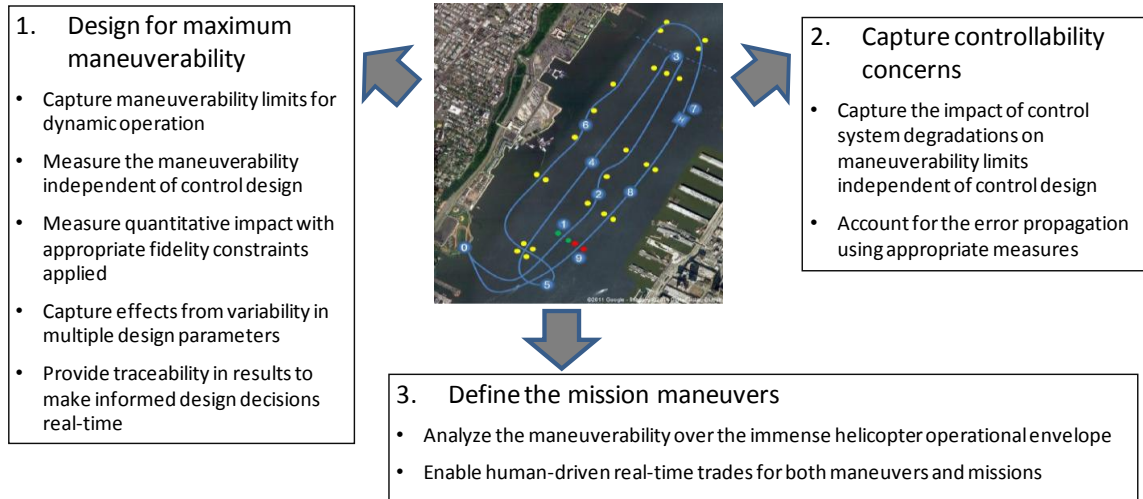 1. Design for maximum
maneuverability
• Capture maneuverability limits for
dynamic operation
• Measure the maneuverability
independent of control design
• Measure quantitative impact with
appropriate fidelity constraints
applied
• Capture effects from variability in
multiple design parameters
• Provide traceability in results to
make informed design decisions
real-time
3
7
6
4
2
8
1
0
9
5
2. Capture controllability
concerns
• Capture the impact of control
system degradations on
maneuverability limits
independent of control design
• Account for the error propagation
using appropriate measures
3. Define the mission maneuvers
• Analyze the maneuverability over the immense helicopter operational envelope
• Enable human-driven real-time trades for both maneuvers and missions